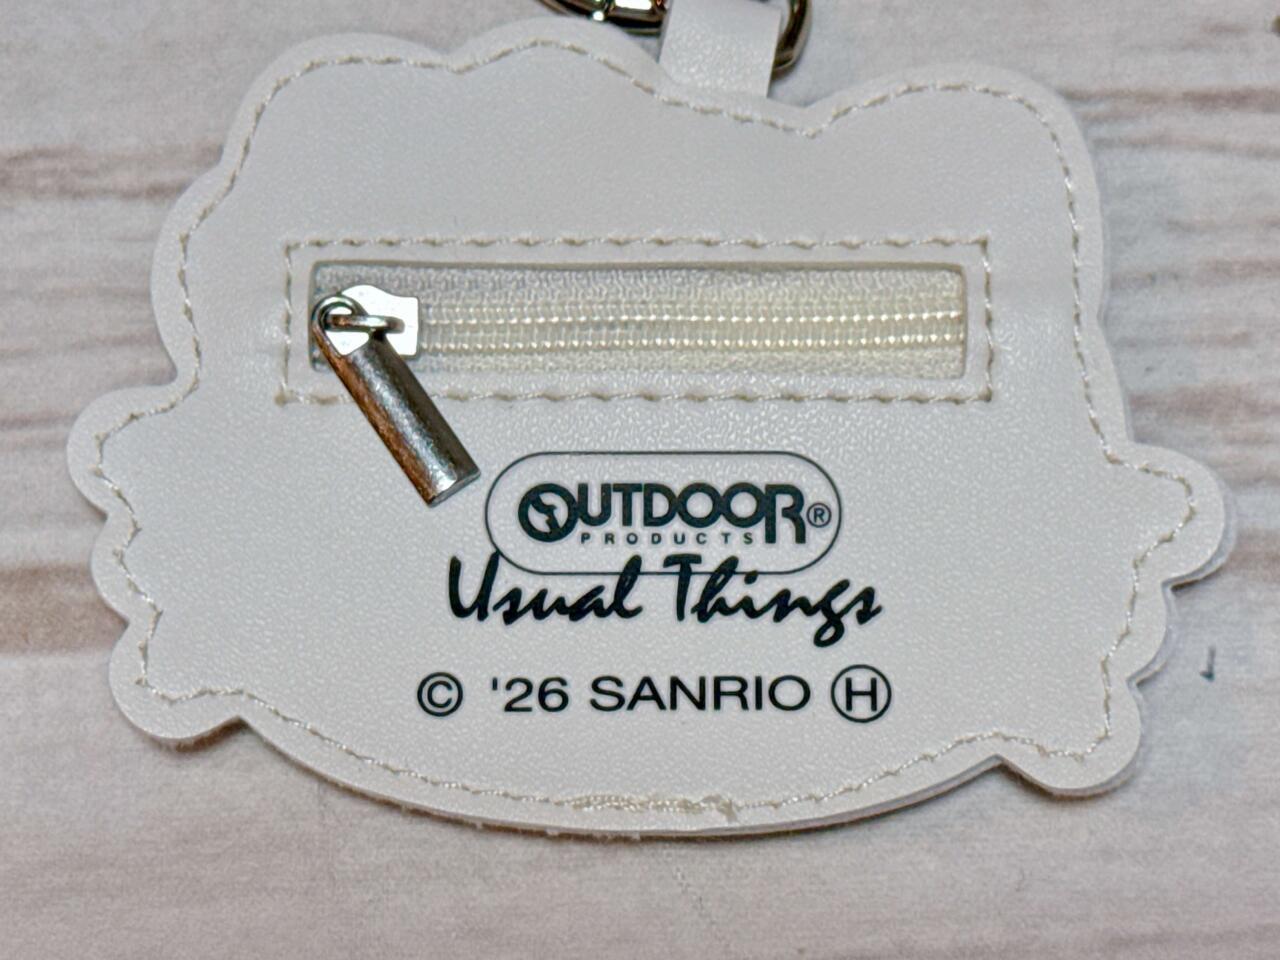 OUTDOOR®
PRODUCTS
Usual Things
© '26 SANRIO Ⓗ